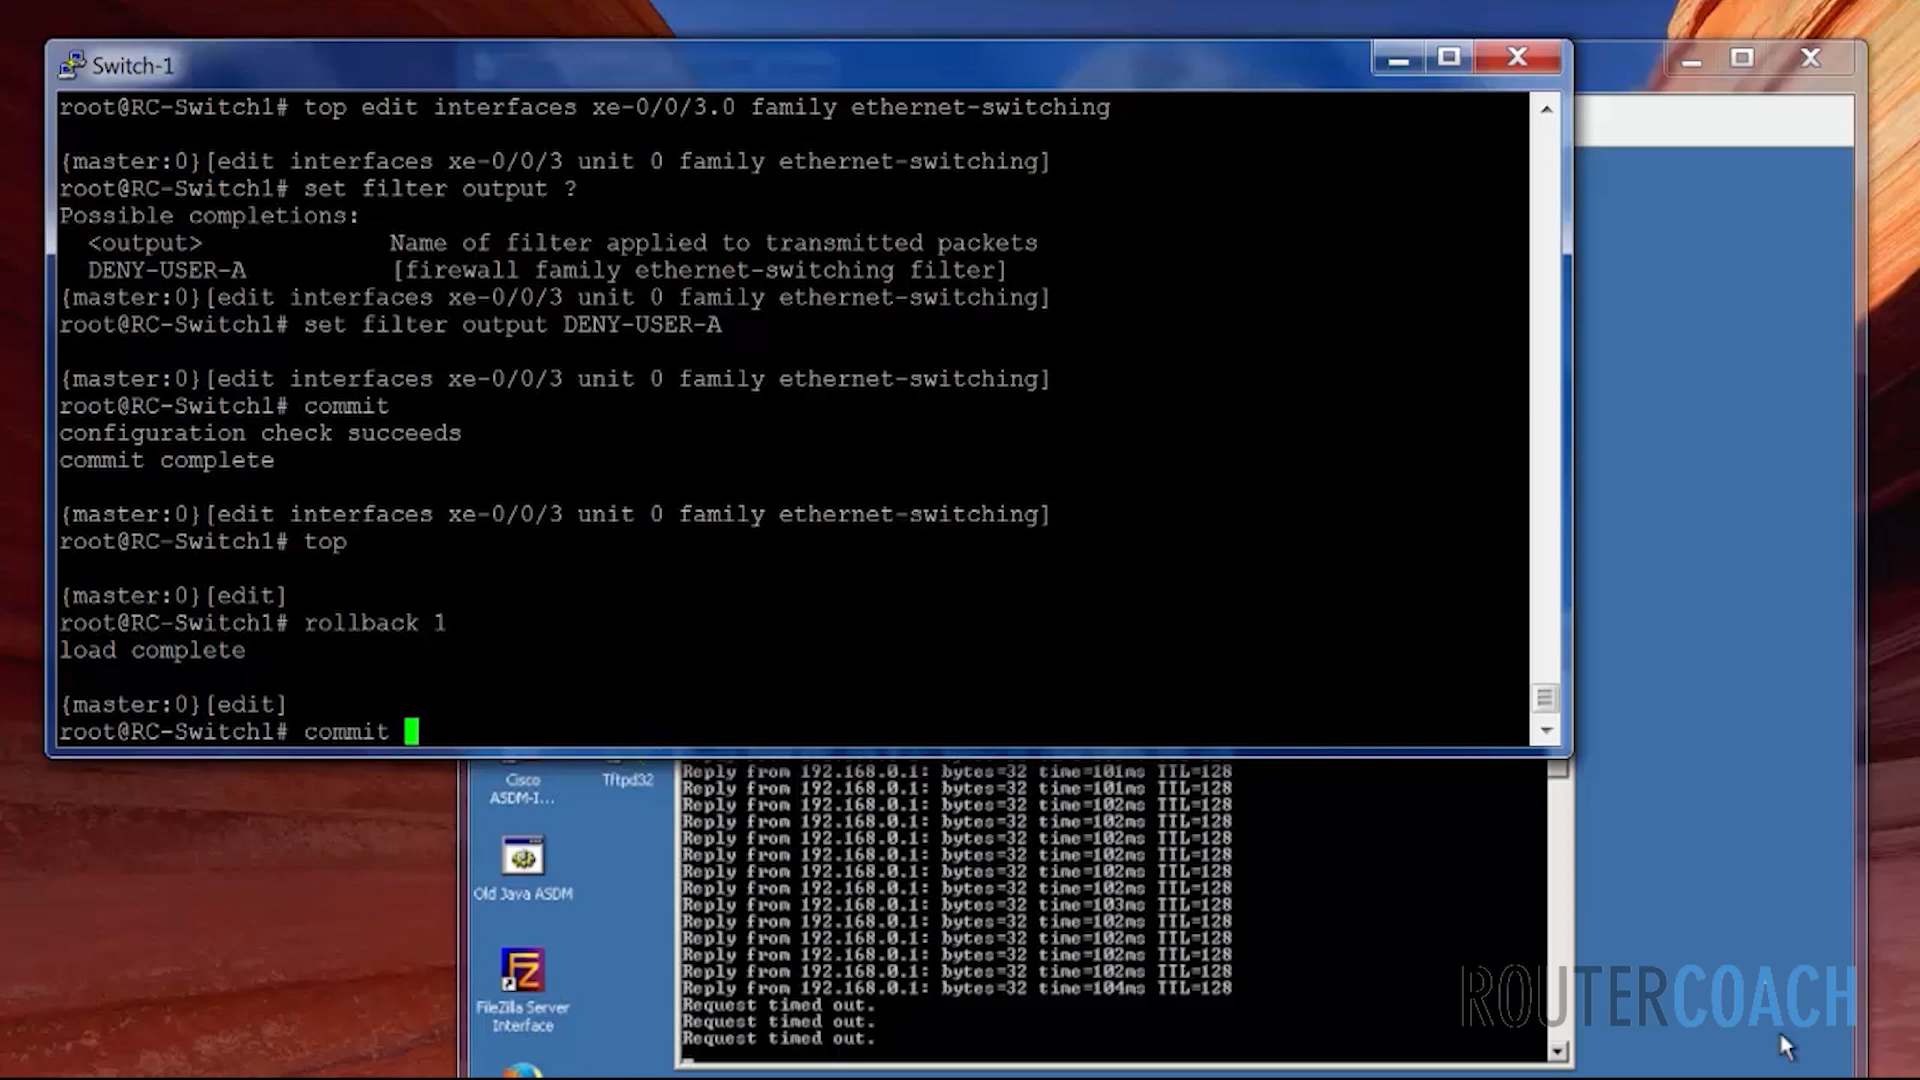 Switch-1
root@RC-Switch1# top edit interfaces xe-0/0/3.0 family ethernet-switching
{master:0}[edit interfaces xe-0/0/3 unit 0 family ethernet-switching]
root@RC-Switch1# set filter output ?
Possible completions:
<output> Name of filter applied to transmitted packets
DENY-USER-A [firewall family ethernet-switching filter]
{master:0}[edit interfaces xe-0/0/3 unit 0 family ethernet-switching]
root@RC-Switch1# set filter output DENY-USER-A
{master:0}[edit interfaces xe-0/0/3 unit 0 family ethernet-switching]
root@RC-Switch1# commit
configuration check succeeds
commit complete
{master:0}[edit interfaces xe-0/0/3 unit 0 family ethernet-switching]
root@RC-Switch1# top
{master:0}[edit]
root@RC-Switch1# rollback 1
load complete
{master:0}[edit]
root@RC-Switch1# commit
Cisco
ASDM-I...
Tftpd32
Old Java ASDM
FileZilla Server
Interface
Reply from 192.168.0.1: bytes=32 time=101ms TTL=128
Reply from 192.168.0.1: bytes=32 time=101ms TTL=128
Reply from 192.168.0.1: bytes=32 time=102ms TTL=128
Reply from 192.168.0.1: bytes=32 time=102ms TTL=128
Reply from 192.168.0.1: bytes=32 time=102ms TTL=128
Reply from 192.168.0.1: bytes=32 time=102ms TTL=128
Reply from 192.168.0.1: bytes=32 time=102ms TTL=128
Reply from 192.168.0.1: bytes=32 time=102ms TTL=128
Reply from 192.168.0.1: bytes=32 time=103ms TTL=128
Reply from 192.168.0.1: bytes=32 time=102ms TTL=128
Reply from 192.168.0.1: bytes=32 time=102ms TTL=128
Reply from 192.168.0.1: bytes=32 time=102ms TTL=128
Reply from 192.168.0.1: bytes=32 time=102ms TTL=128
Reply from 192.168.0.1: bytes=32 time=104ms TTL=128
Request timed out.
Request timed out.
Request timed out.
ROUTERCOACH